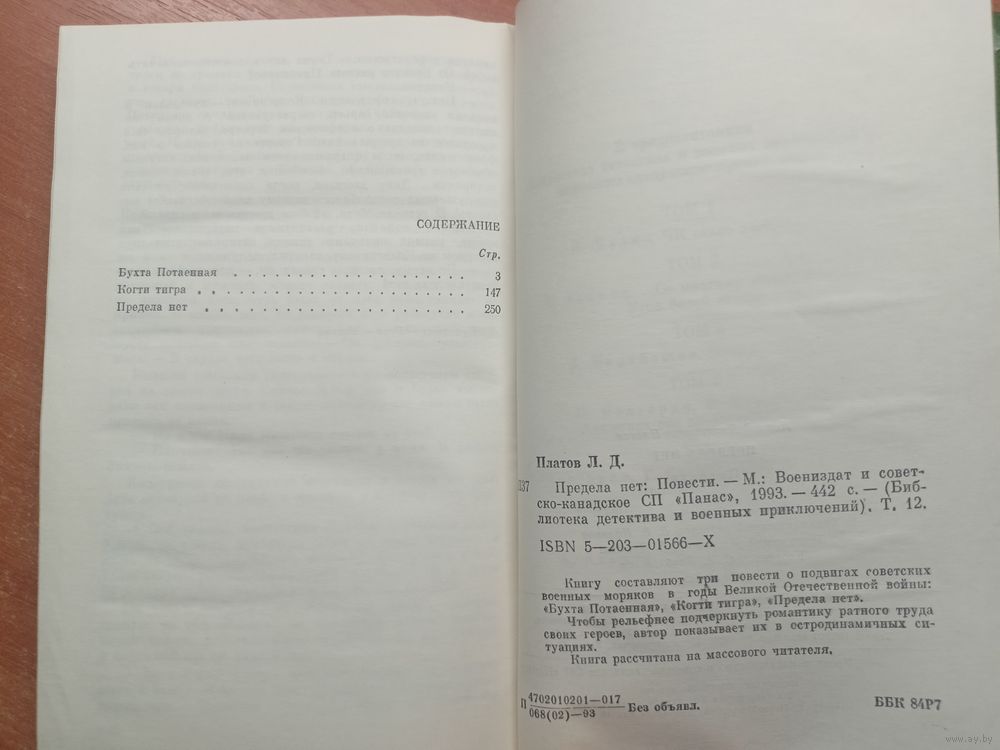 СОДЕРЖАНИЕ
Стр.
Бухта Потаенная . . . . . . . . . . . . . . . . . 3
Когти тигра . . . . . . . . . . . . . . . . . . . 147
Предела нет . . . . . . . . . . . . . . . . . . . 250
Платов Л. Д.
П37 Предела нет: Повести. — М.: Воениздат и совет-
ско-канадское СП «Панас», 1993. — 442 с. — (Биб-
лиотека детектива и военных приключений). Т. 12.
ISBN 5—203—01566—X
Книгу составляют три повести о подвигах советских
военных моряков в годы Великой Отечественной войны:
«Бухта Потаенная», «Когти тигра», «Предела нет».
Чтобы рельефнее подчеркнуть романтику ратного труда
своих героев, автор показывает их в остродинамичных си-
туациях.
Книга рассчитана на массового читателя.
П 4702010201—017
068(02)—93 Без объявл.
ББК 84Р7
www.ay.by